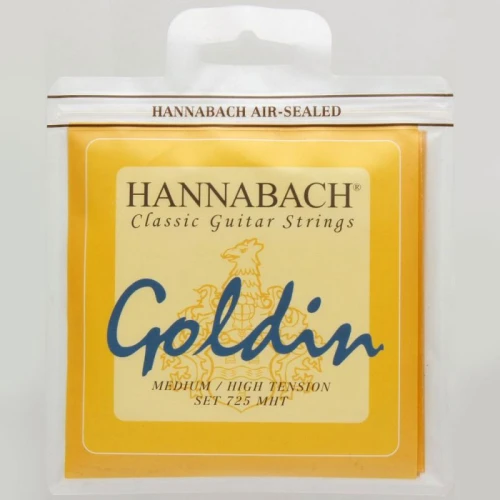 HANNABACH AIR-SEALED
HANNABACH®
Classic Guitar Strings
Goldin
MEDIUM / HIGH TENSION
SET 725 MHT